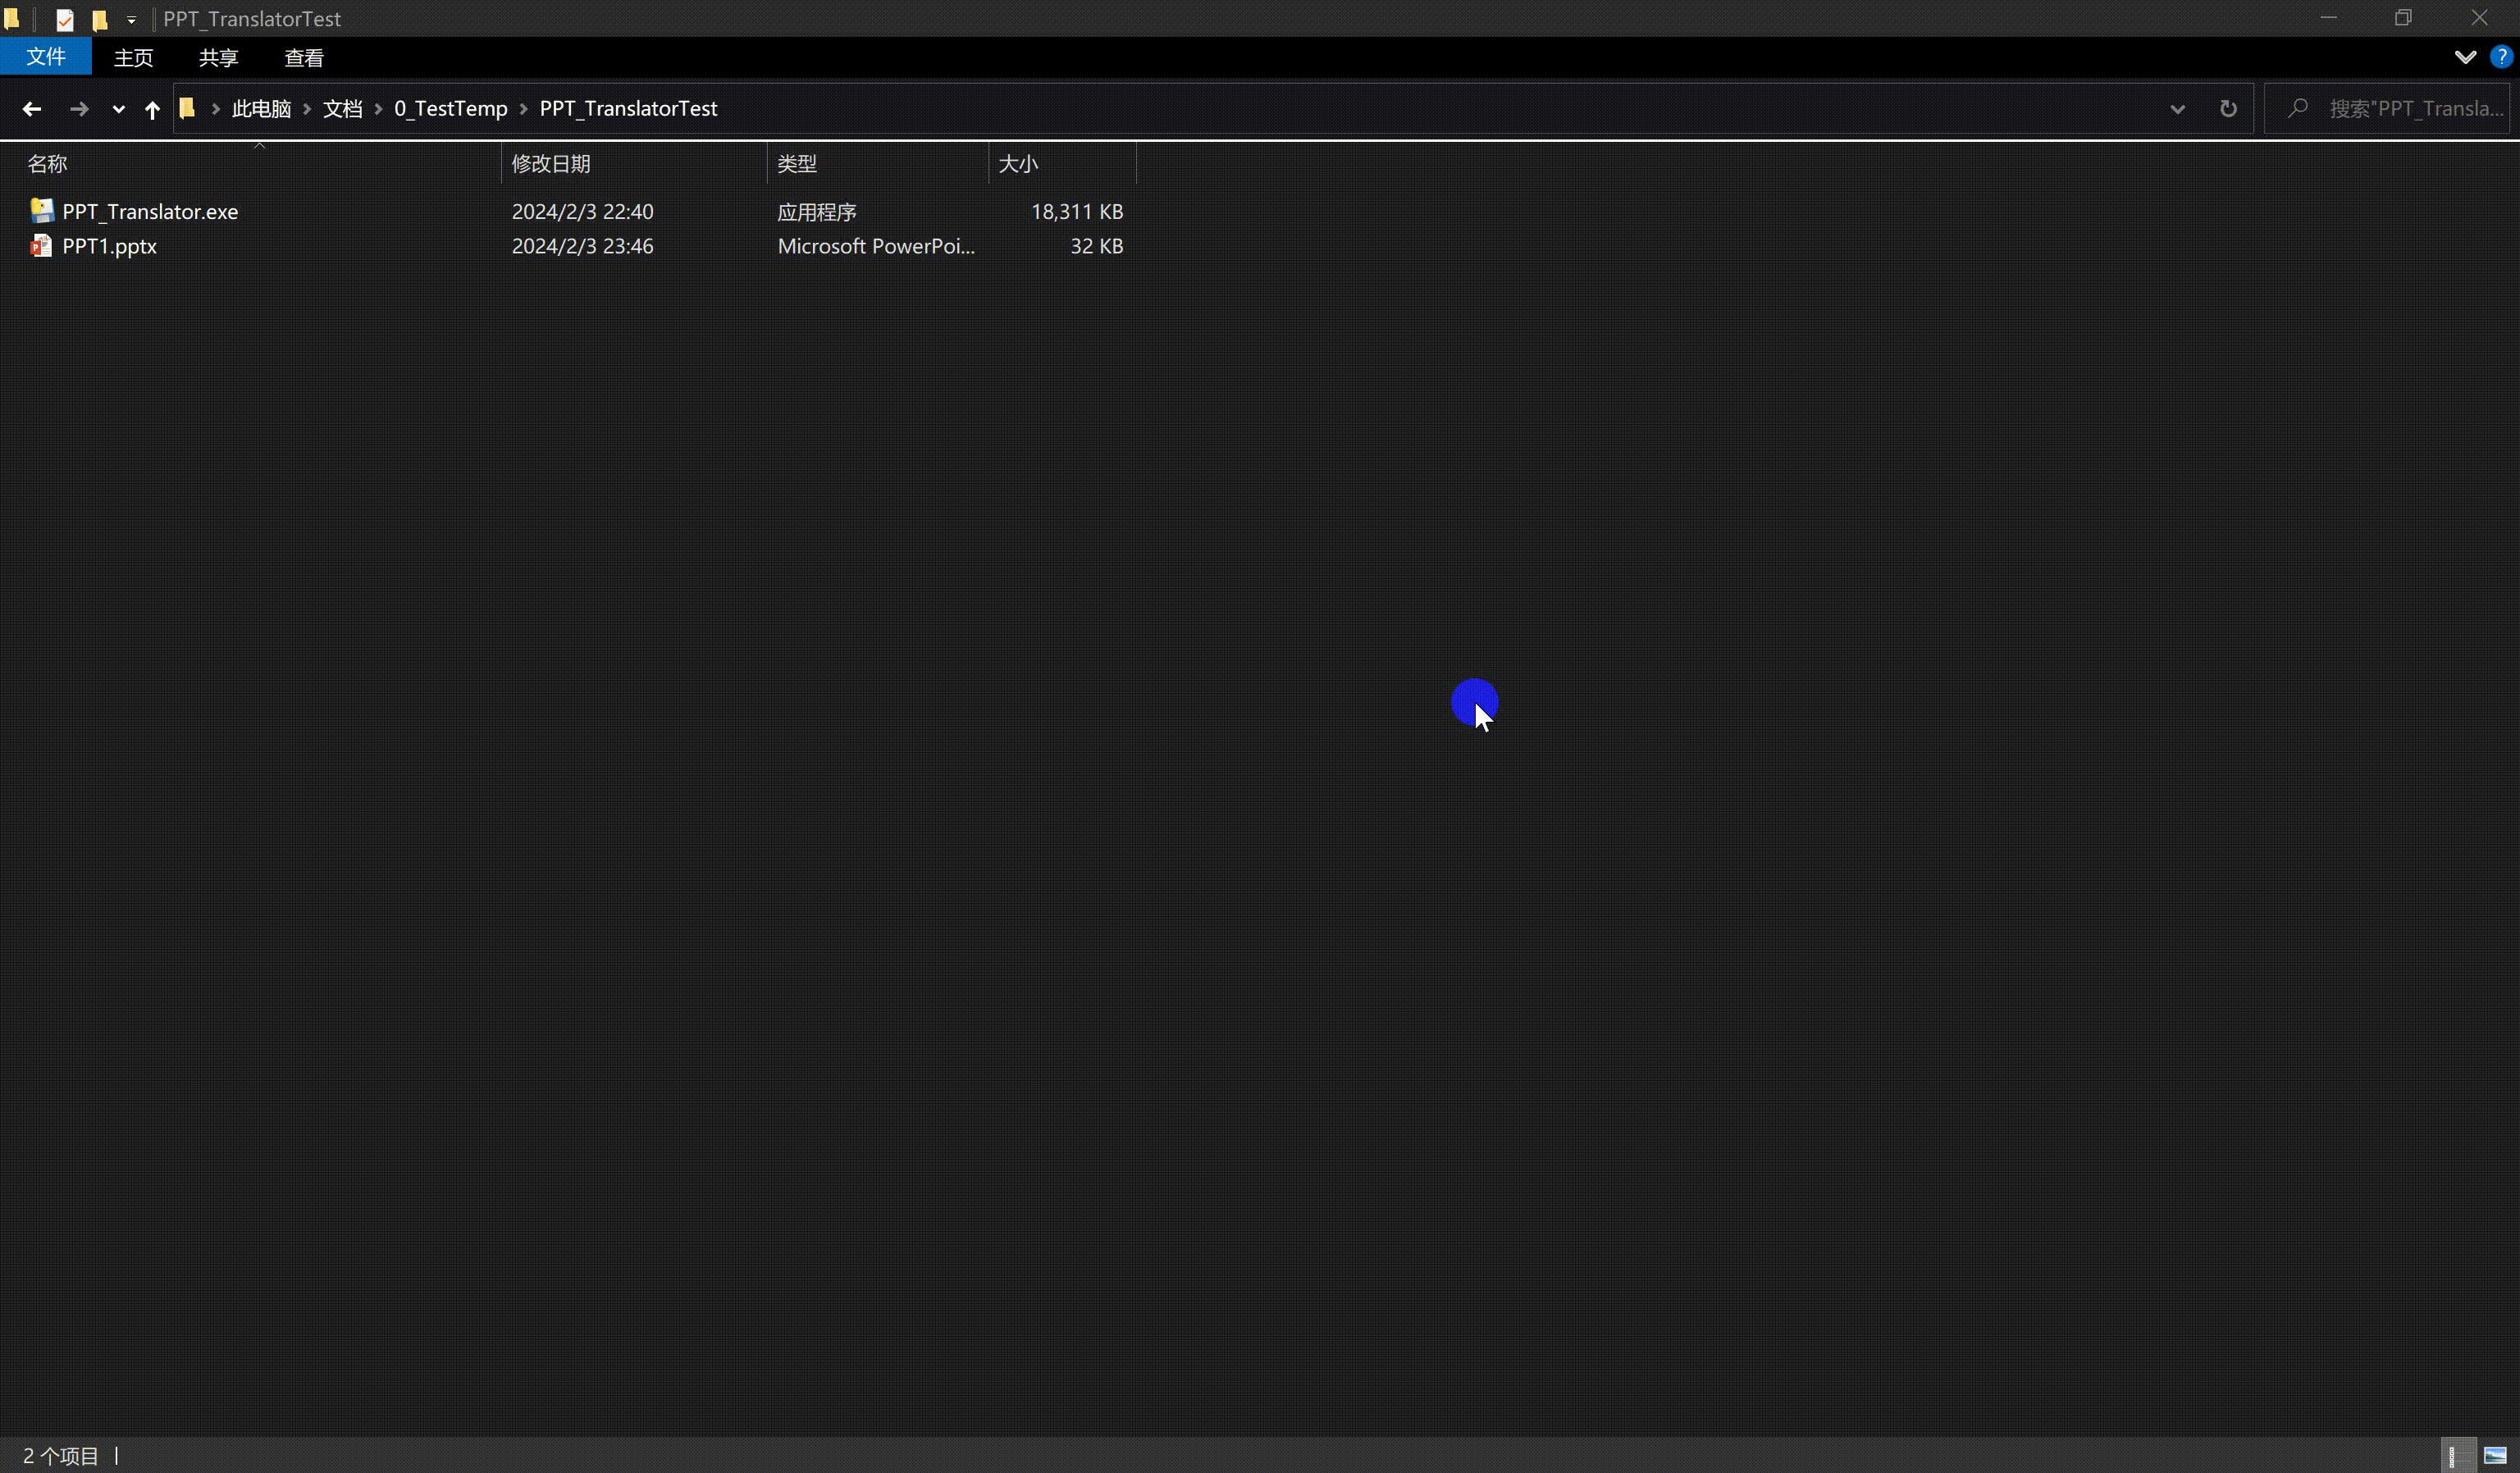 PPT_TranslatorTest
文件 主页 共享 查看 ?
此电脑 文档 0_TestTemp PPT_TranslatorTest 搜索"PPT_Transla...
名称 修改日期 类型 大小
PPT_Translator.exe 2024/2/3 22:40 应用程序 18,311 KB
PPT1.pptx 2024/2/3 23:46 Microsoft PowerPoi... 32 KB
2 个项目